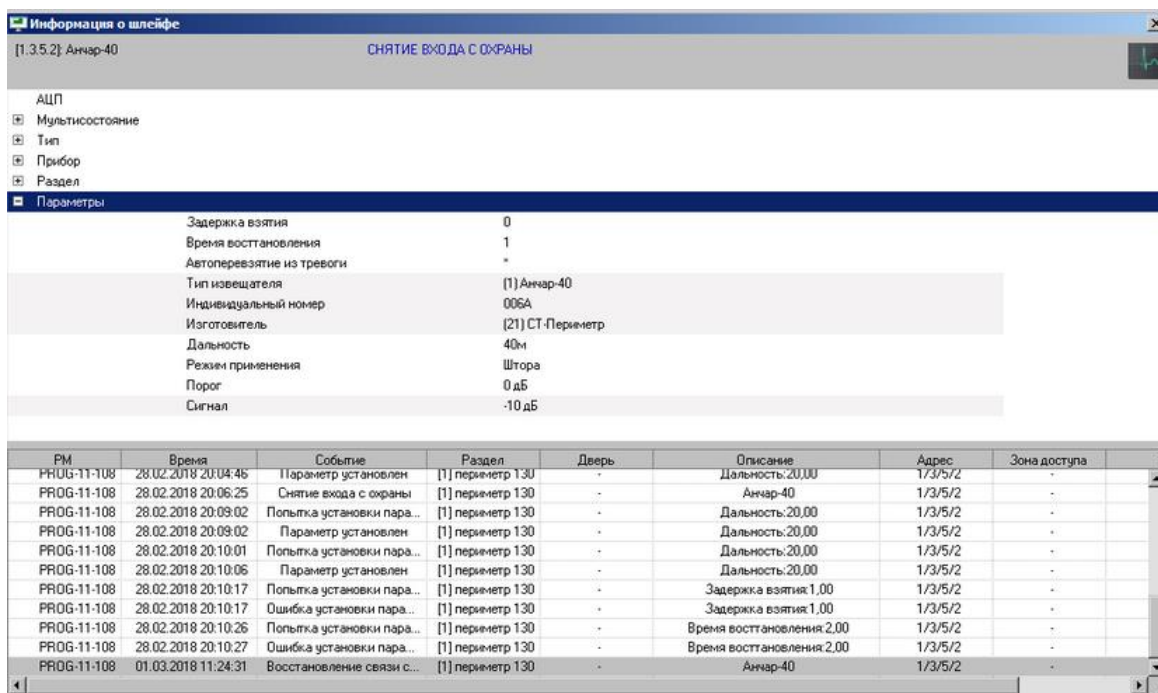 Информация о шлейфе
[1.3.5.2]: Анчар-40 СНЯТИЕ ВХОДА С ОХРАНЫ
АЦП
Мультисостояние
Тип
Прибор
Раздел
Параметры
Задержка взятия 0
Время восттановления 1
Автоперевзятие из тревоги *
Тип извещателя (1) Анчар-40
Индивидуальный номер 006A
Изготовитель (21) СТ-Периметр
Дальность 40м
Режим применения Штора
Порог 0 дБ
Сигнал -10 дБ
РМ Время Событие Раздел Дверь Описание Адрес Зона доступа
PROG-11-108 28.02.2018 20:04:46 Параметр установлен [1] периметр 130 - Дальность:20,00 1/3/5/2 -
PROG-11-108 28.02.2018 20:06:25 Снятие входа с охраны [1] периметр 130 - Анчар-40 1/3/5/2 -
PROG-11-108 28.02.2018 20:09:02 Попытка установки пара... [1] периметр 130 - Дальность:20,00 1/3/5/2 -
PROG-11-108 28.02.2018 20:09:02 Параметр установлен [1] периметр 130 - Дальность:20,00 1/3/5/2 -
PROG-11-108 28.02.2018 20:10:01 Попытка установки пара... [1] периметр 130 - Дальность:20,00 1/3/5/2 -
PROG-11-108 28.02.2018 20:10:06 Параметр установлен [1] периметр 130 - Дальность:20,00 1/3/5/2 -
PROG-11-108 28.02.2018 20:10:17 Попытка установки пара... [1] периметр 130 - Задержка взятия:1,00 1/3/5/2 -
PROG-11-108 28.02.2018 20:10:17 Ошибка установки пара... [1] периметр 130 - Задержка взятия:1,00 1/3/5/2 -
PROG-11-108 28.02.2018 20:10:26 Попытка установки пара... [1] периметр 130 - Время восттановления:2,00 1/3/5/2 -
PROG-11-108 28.02.2018 20:10:27 Ошибка установки пара... [1] периметр 130 - Время восттановления:2,00 1/3/5/2 -
PROG-11-108 01.03.2018 11:24:31 Восстановление связи с... [1] периметр 130 - Анчар-40 1/3/5/2 -